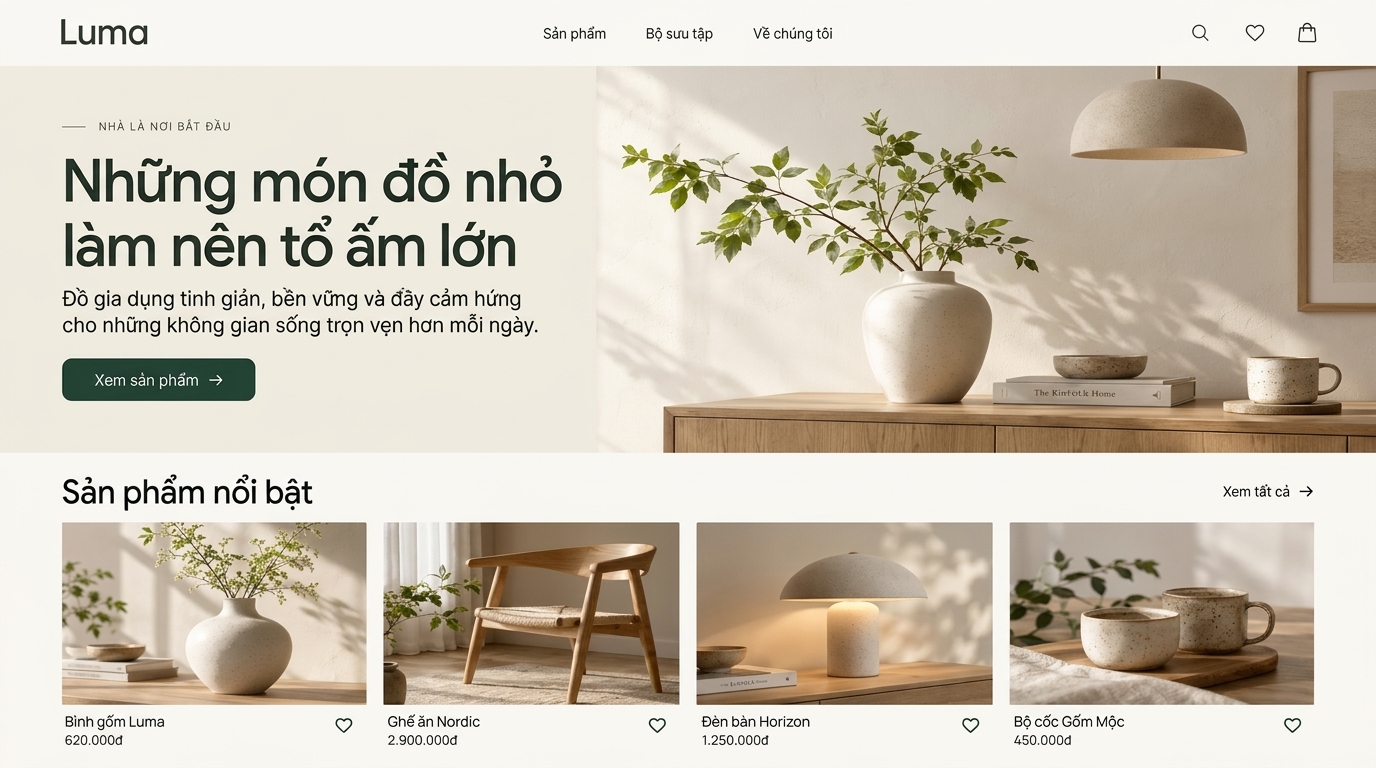 Luma
Sản phẩm
Bộ sưu tập
Về chúng tôi
NHÀ LÀ NƠI BẮT ĐẦU
Những món đồ nhỏ
làm nên tổ ấm lớn
Đồ gia dụng tinh giản, bền vững và đầy cảm hứng
cho những không gian sống trọn vẹn hơn mỗi ngày.
Xem sản phẩm →
The Home
Sản phẩm nổi bật
Xem tất cả →
Bình gốm Luma
620.000đ
Ghế ăn Nordic
2.900.000đ
Đèn bàn Horizon
1.250.000đ
Bộ cốc Gốm Mộc
450.000đ